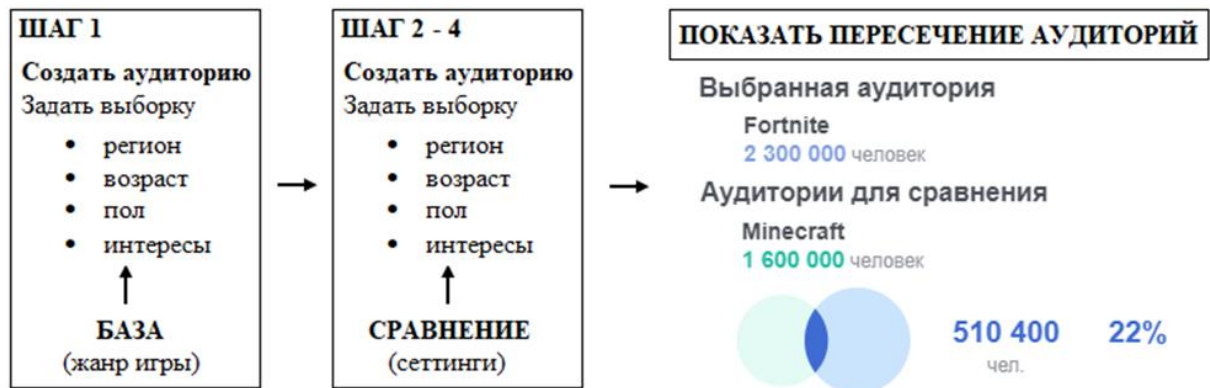 ШАГ 1
Создать аудиторию
Задать выборку
• регион
• возраст
• пол
• интересы
БАЗА
(жанр игры)
ШАГ 2 - 4
Создать аудиторию
Задать выборку
• регион
• возраст
• пол
• интересы
СРАВНЕНИЕ
(сеттинги)
ПОКАЗАТЬ ПЕРЕСЕЧЕНИЕ АУДИТОРИЙ
Выбранная аудитория
Fortnite
2 300 000 человек
Аудитории для сравнения
Minecraft
1 600 000 человек
510 400 22%
чел.